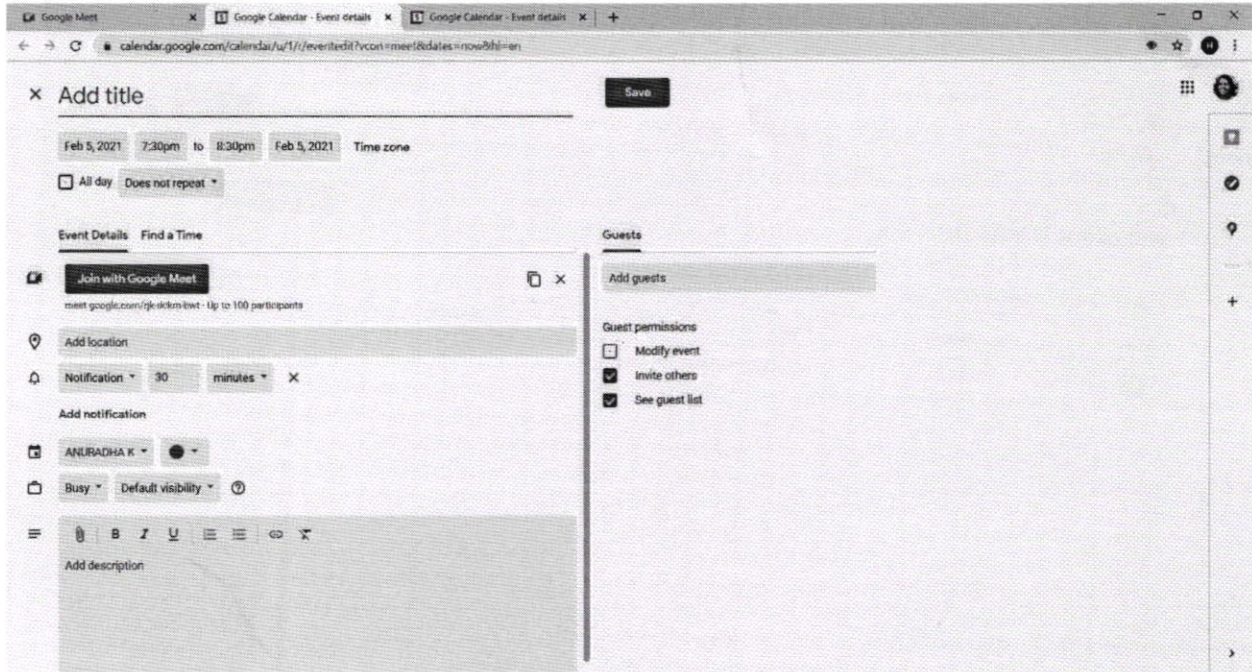 Google Meet
Google Calendar - Event details
Google Calendar - Event details
calendar.google.com/calendar/u/1/r/eventedit?vcon=meet&dates=now&hl=en
H
Add title
Save
Feb 5, 2021 7:30pm to 8:30pm Feb 5, 2021 Time zone
All day Does not repeat
Event Details Find a Time
Guests
Join with Google Meet
Add guests
Up to 100 participants
Add location
Guest permissions
Modify event
Notification 30 minutes
Invite others
See guest list
Add notification
ANURADHA K
Busy Default visibility
B I U
Add description